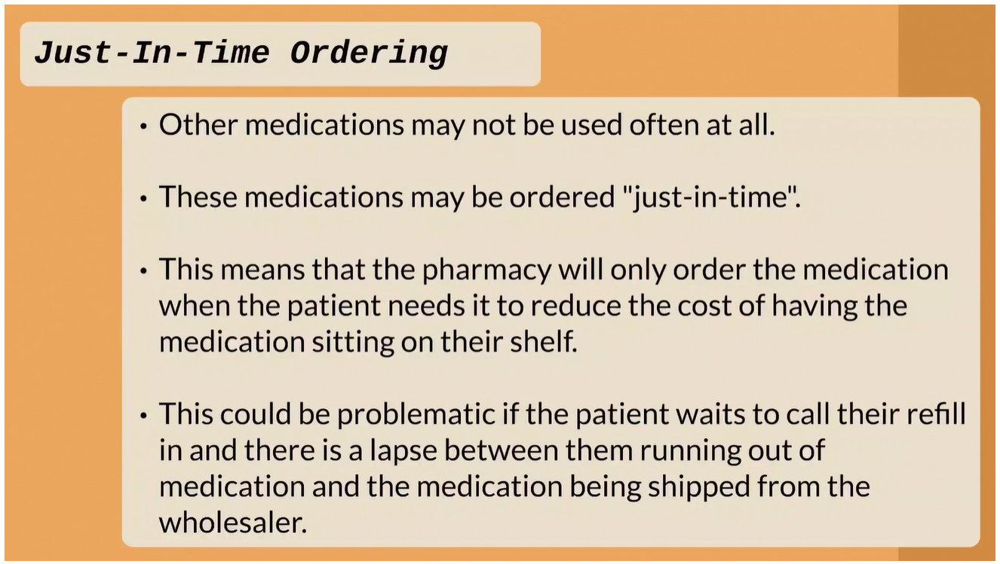 Just-In-Time Ordering
• Other medications may not be used often at all.
• These medications may be ordered "just-in-time".
• This means that the pharmacy will only order the medication
when the patient needs it to reduce the cost of having the
medication sitting on their shelf.
• This could be problematic if the patient waits to call their refill
in and there is a lapse between them running out of
medication and the medication being shipped from the
wholesaler.